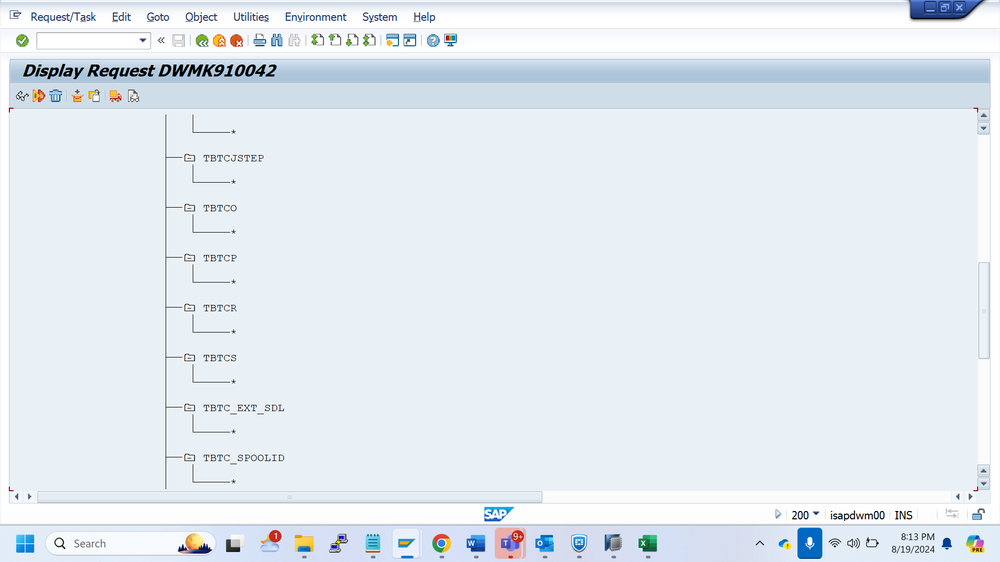 Request/Task Edit Goto Object Utilities Environment System Help
Display Request DWMK910042
*
TBTCJSTEP
*
TBTCO
*
TBTCP
*
TBTCR
*
TBTCS
*
TBTC_EXT_SDL
*
TBTC_SPOOLID
*
SAP
200 isapdwm00 INS
Search
1
9+
8:13 PM
8/19/2024
PRE